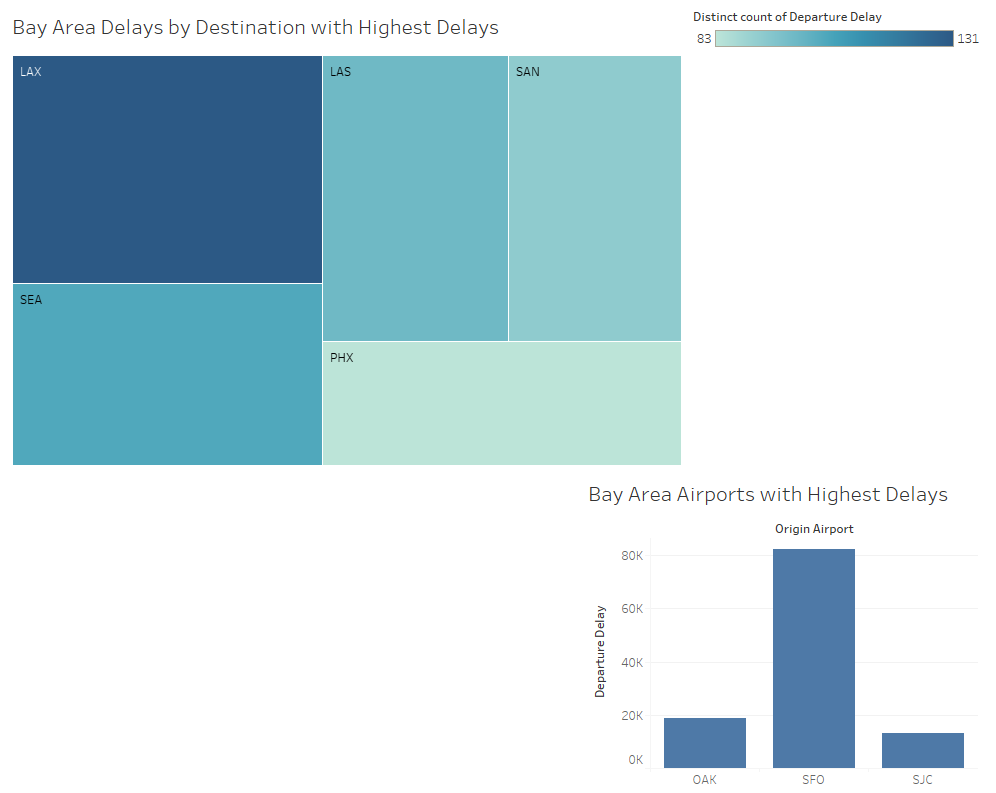 Bay Area Delays by Destination with Highest Delays
Distinct count of Departure Delay
83 131
LAX
LAS
SAN
SEA
PHX
Bay Area Airports with Highest Delays
Origin Airport
Departure Delay
80K
60K
40K
20K
0K
OAK SFO SJC